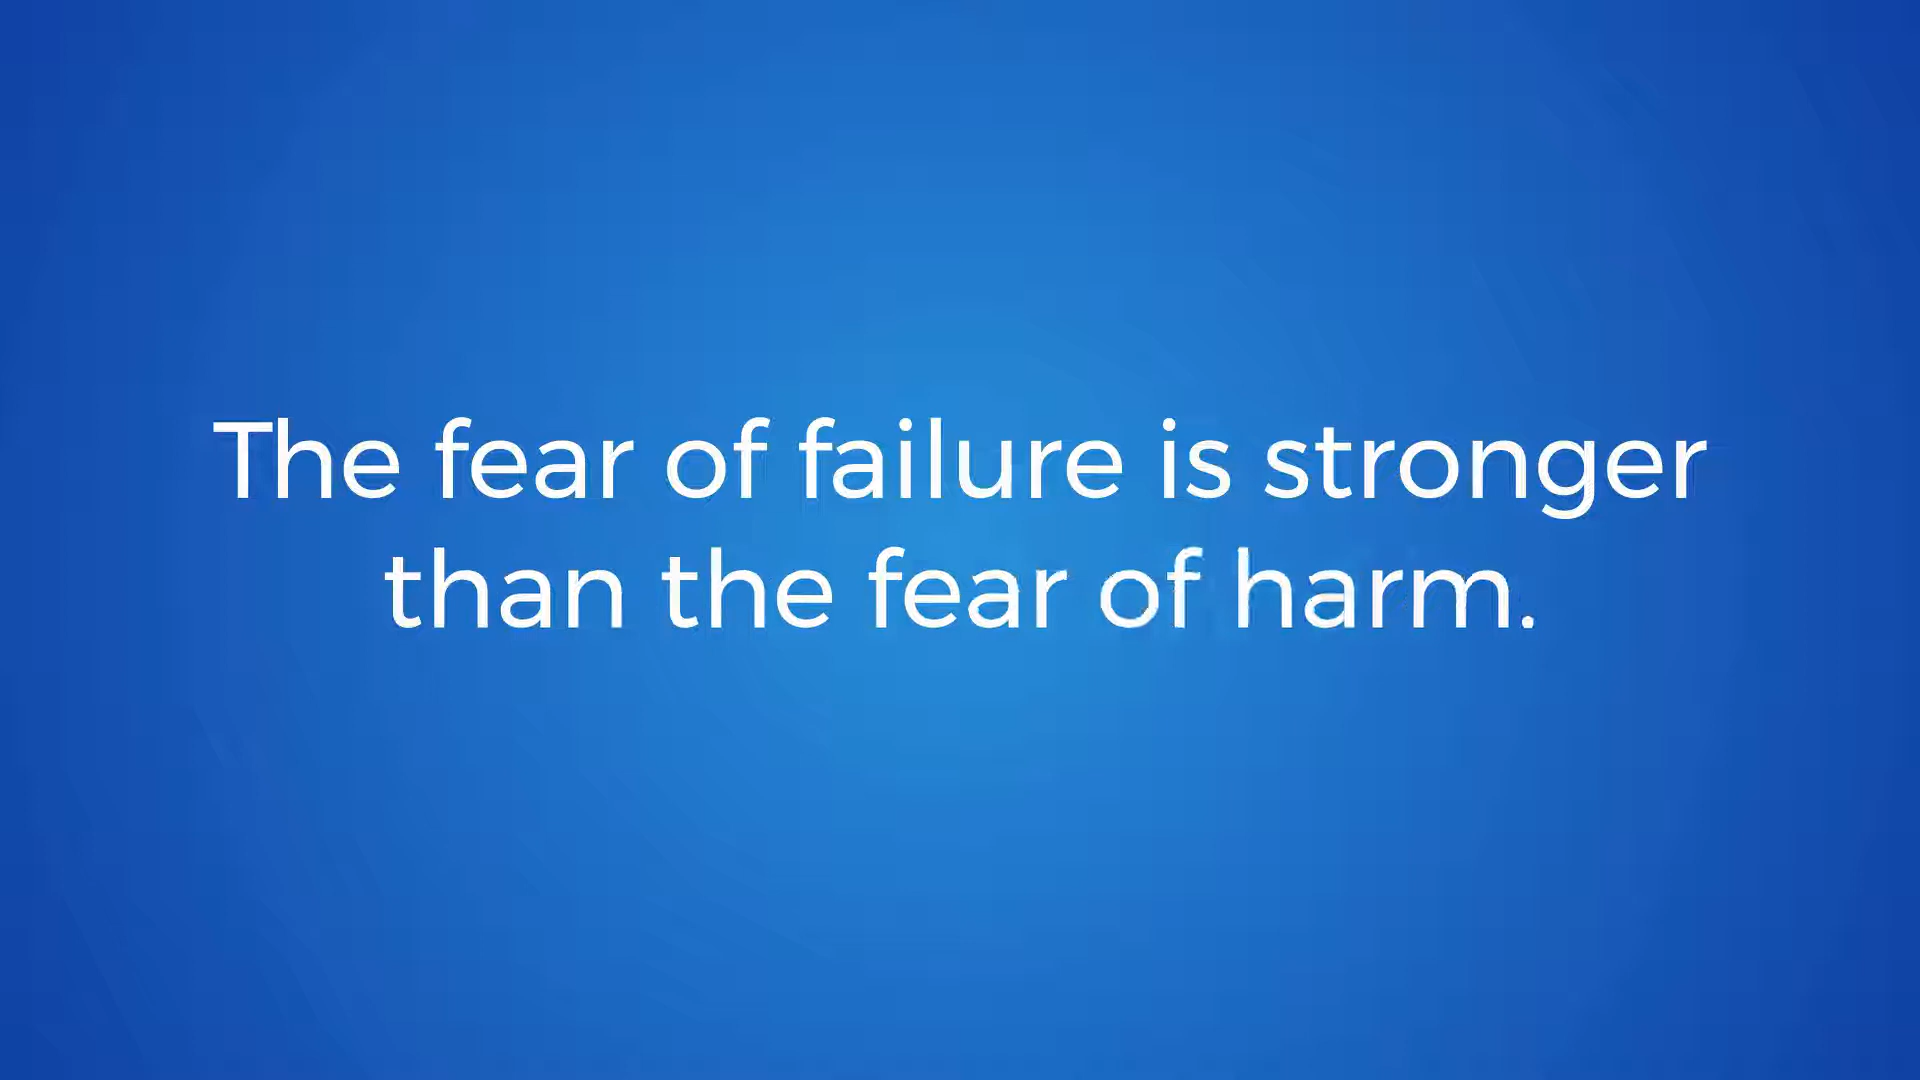 The fear of failure is stronger
than the fear of harm.